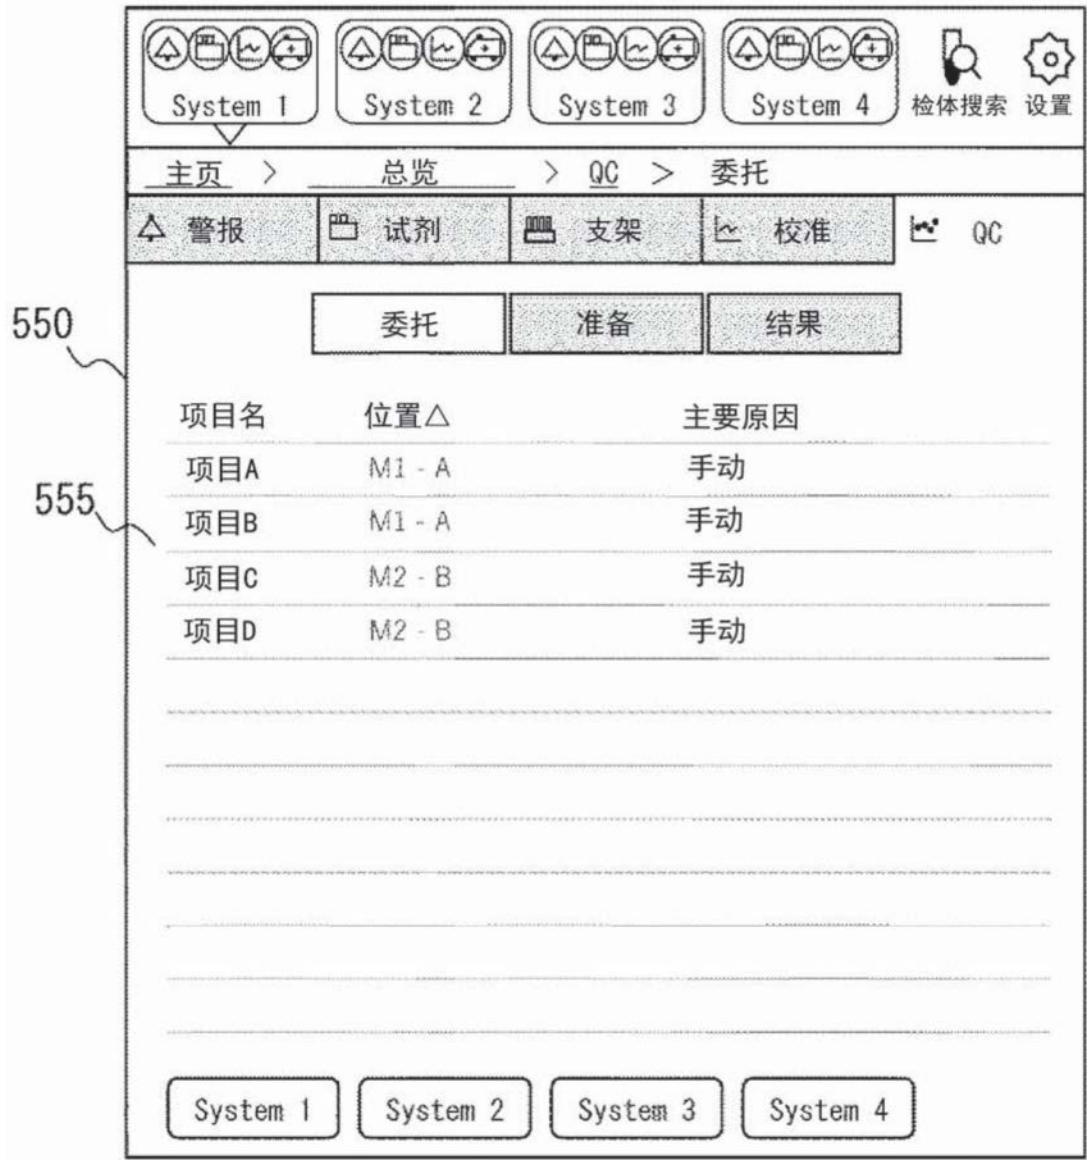 System 1 System 2 System 3 System 4 检体搜索 设置
主页 > 总览 > QC > 委托
警报 试剂 支架 校准 QC
550
委托 准备 结果
项目名 位置△ 主要原因
项目A M1 - A 手动
555
项目B M1 - A 手动
项目C M2 - B 手动
项目D M2 - B 手动
System 1 System 2 System 3 System 4